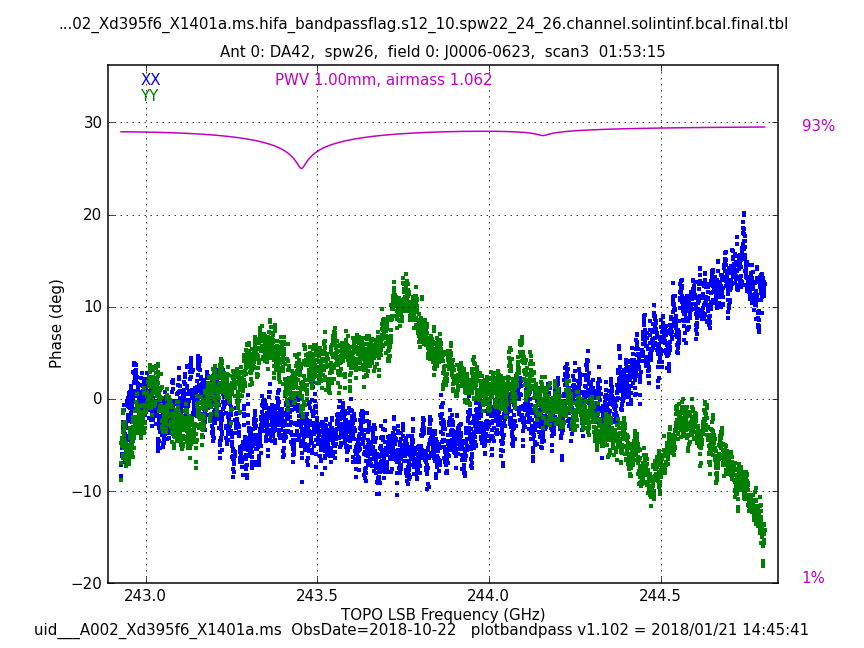 ...02_Xd395f6_X1401a.ms.hifa_bandpassflag.s12_10.spw22_24_26.channel.solintinf.bcal.final.tbl
Ant 0: DA42, spw26, field 0: J0006-0623, scan3 01:53:15
XX
PWV 1.00mm, airmass 1.062
YY
93%
30
20
10
0
−10
−20
Phase (deg)
1%
243.0 243.5 244.0 244.5
TOPO LSB Frequency (GHz)
uid___A002_Xd395f6_X1401a.ms ObsDate=2018-10-22 plotbandpass v1.102 = 2018/01/21 14:45:41